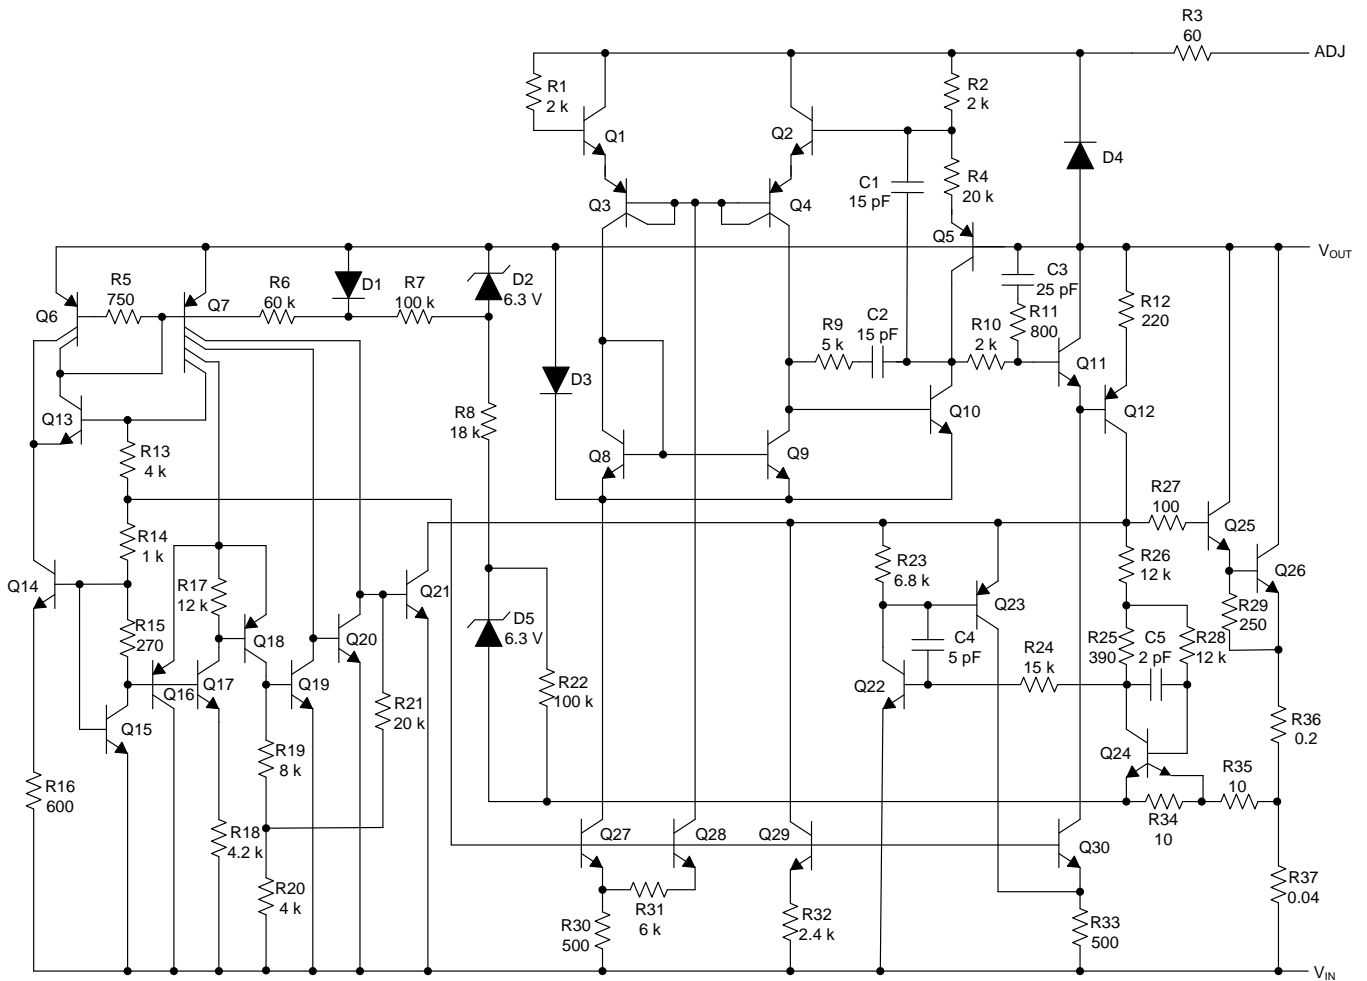 R3
60
ADJ
R1
2 k
R2
2 k
Q1
Q2
D4
C1
15 pF
R4
20 k
Q3
Q4
Q5
VOUT
R5
750
R6
60 k
D1
R7
100 k
D2
6.3 V
C3
25 pF
Q6
Q7
R12
220
R9
5 k
C2
15 pF
R10
2 k
R11
800
D3
Q11
Q13
R8
18 k
Q10
Q12
R13
4 k
Q8
Q9
R27
100
Q25
R14
1 k
Q14
R17
12 k
Q21
R23
6.8 k
Q23
R26
12 k
Q26
R15
270
Q18
Q20
D5
6.3 V
C4
5 pF
R29
250
R25
390
C5
2 pF
R28
12 k
R24
15 k
Q16
Q17
Q19
R21
20 k
R22
100 k
Q22
Q15
R36
0.2
R19
8 k
Q24
R16
600
R35
10
R34
10
R18
4.2 k
Q27
Q28
Q29
Q30
R20
4 k
R37
0.04
R31
6 k
R30
500
R32
2.4 k
R33
500
VIN